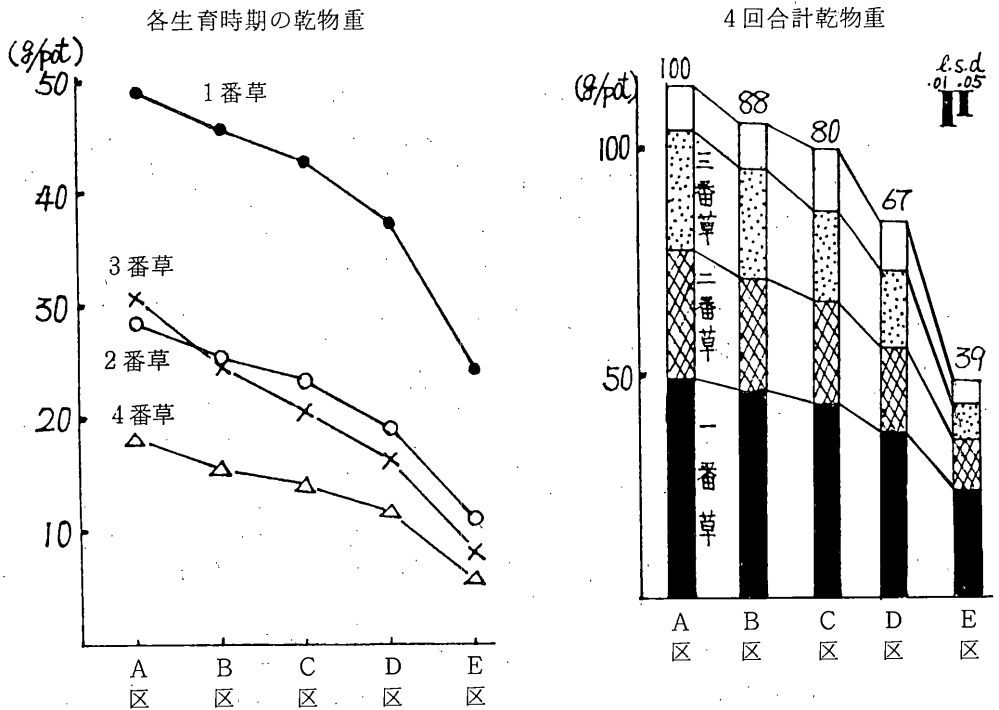 各生育時期の乾物重
(g/pot)
50
40
30
20
10
1番草
3番草
2番草
4番草
A
区
B
区
C
区
D
区
E
区
4回合計乾物重
(g/pot)
100
50
100
88
80
67
39
l.s.d
.01 .05
三番草
二番草
一番草
A
区
B
区
C
区
D
区
E
区